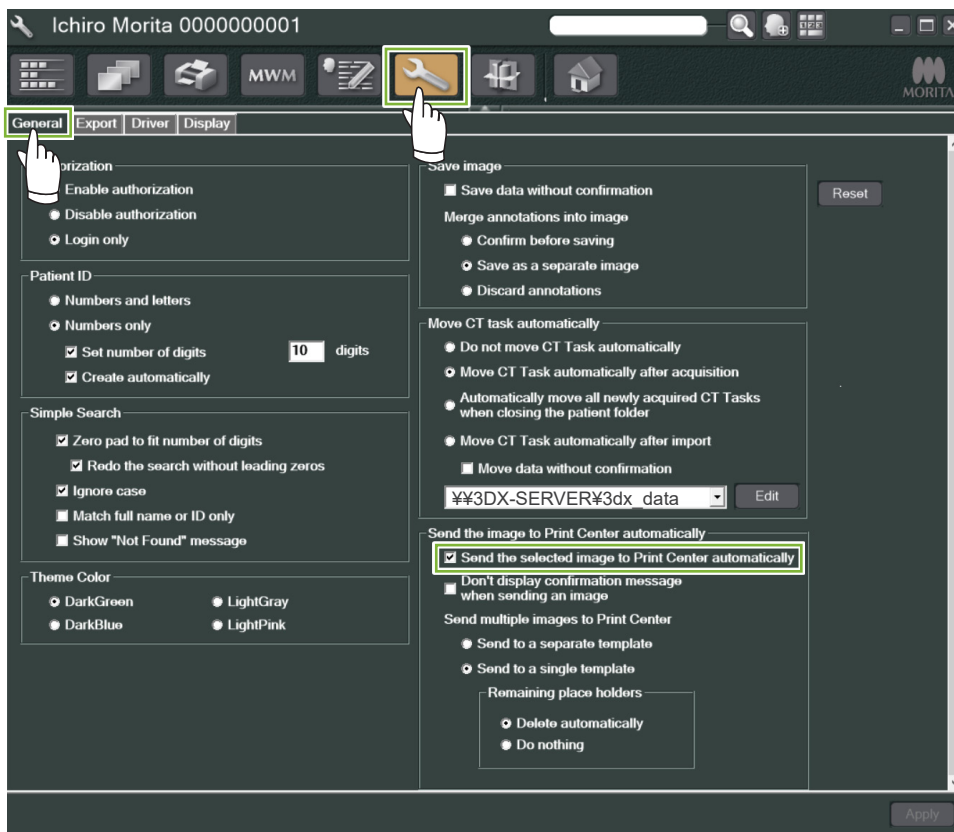 Ichiro Morita 0000000001
MWM
MORITA
General Export Driver Display
orization
Enable authorization
Disable authorization
Login only
Patient ID
Numbers and letters
Numbers only
Set number of digits 10 digits
Create automatically
Simple Search
Zero pad to fit number of digits
Redo the search without leading zeros
Ignore case
Match full name or ID only
Show "Not Found" message
Theme Color
DarkGreen LightGray
DarkBlue LightPink
Save image
Save data without confirmation
Merge annotations into image
Confirm before saving
Save as a separate image
Discard annotations
Move CT task automatically
Do not move CT Task automatically
Move CT Task automatically after acquisition
Automatically move all newly acquired CT Tasks
when closing the patient folder
Move CT Task automatically after import
Move data without confirmation
¥¥3DX-SERVER¥3dx_data Edit
Send the image to Print Center automatically
Send the selected image to Print Center automatically
Don't display confirmation message
when sending an image
Send multiple images to Print Center
Send to a separate template
Send to a single template
Remaining place holders
Delete automatically
Do nothing
Reset
Apply